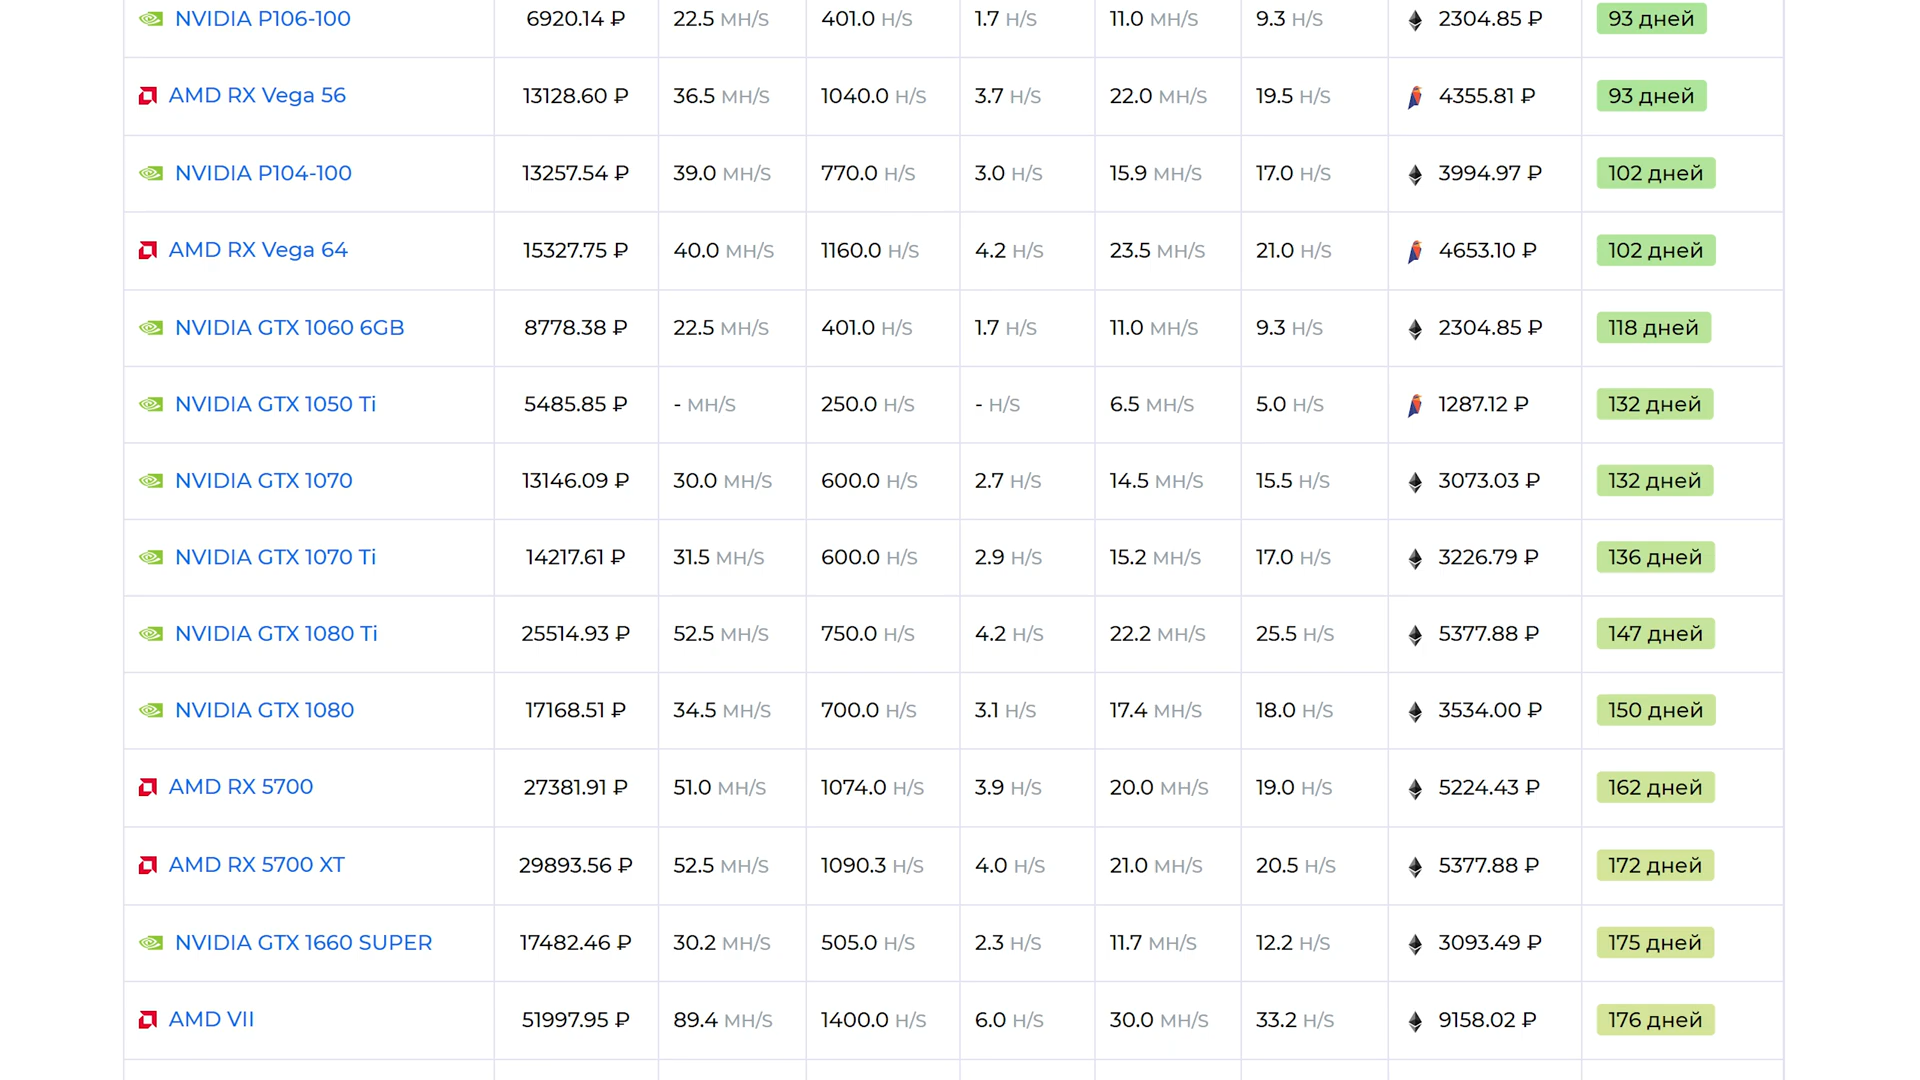 NVIDIA P106-100 6920.14 ₽ 22.5 MH/S 401.0 H/S 1.7 H/S 11.0 MH/S 9.3 H/S 2304.85 ₽ 93 дней
AMD RX Vega 56 13128.60 ₽ 36.5 MH/S 1040.0 H/S 3.7 H/S 22.0 MH/S 19.5 H/S 4355.81 ₽ 93 дней
NVIDIA P104-100 13257.54 ₽ 39.0 MH/S 770.0 H/S 3.0 H/S 15.9 MH/S 17.0 H/S 3994.97 ₽ 102 дней
AMD RX Vega 64 15327.75 ₽ 40.0 MH/S 1160.0 H/S 4.2 H/S 23.5 MH/S 21.0 H/S 4653.10 ₽ 102 дней
NVIDIA GTX 1060 6GB 8778.38 ₽ 22.5 MH/S 401.0 H/S 1.7 H/S 11.0 MH/S 9.3 H/S 2304.85 ₽ 118 дней
NVIDIA GTX 1050 Ti 5485.85 ₽ - MH/S 250.0 H/S - H/S 6.5 MH/S 5.0 H/S 1287.12 ₽ 132 дней
NVIDIA GTX 1070 13146.09 ₽ 30.0 MH/S 600.0 H/S 2.7 H/S 14.5 MH/S 15.5 H/S 3073.03 ₽ 132 дней
NVIDIA GTX 1070 Ti 14217.61 ₽ 31.5 MH/S 600.0 H/S 2.9 H/S 15.2 MH/S 17.0 H/S 3226.79 ₽ 136 дней
NVIDIA GTX 1080 Ti 25514.93 ₽ 52.5 MH/S 750.0 H/S 4.2 H/S 22.2 MH/S 25.5 H/S 5377.88 ₽ 147 дней
NVIDIA GTX 1080 17168.51 ₽ 34.5 MH/S 700.0 H/S 3.1 H/S 17.4 MH/S 18.0 H/S 3534.00 ₽ 150 дней
AMD RX 5700 27381.91 ₽ 51.0 MH/S 1074.0 H/S 3.9 H/S 20.0 MH/S 19.0 H/S 5224.43 ₽ 162 дней
AMD RX 5700 XT 29893.56 ₽ 52.5 MH/S 1090.3 H/S 4.0 H/S 21.0 MH/S 20.5 H/S 5377.88 ₽ 172 дней
NVIDIA GTX 1660 SUPER 17482.46 ₽ 30.2 MH/S 505.0 H/S 2.3 H/S 11.7 MH/S 12.2 H/S 3093.49 ₽ 175 дней
AMD VII 51997.95 ₽ 89.4 MH/S 1400.0 H/S 6.0 H/S 30.0 MH/S 33.2 H/S 9158.02 ₽ 176 дней